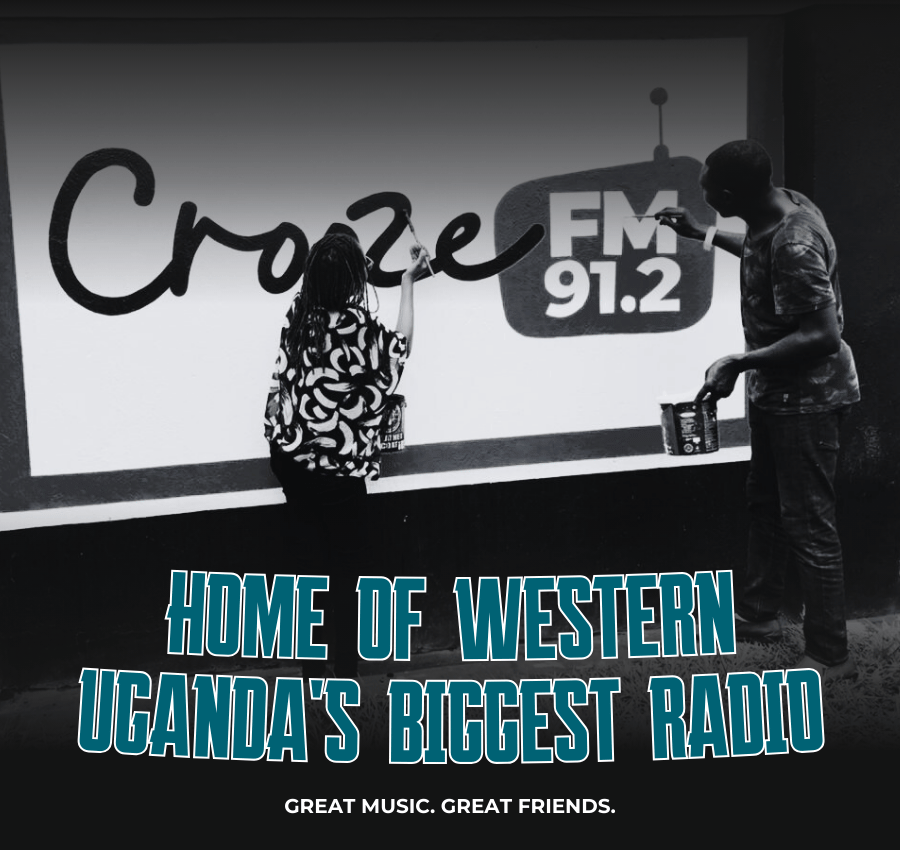 Croze
FM
91.2
HOME OF WESTERN
UGANDA'S BIGGEST RADIO
GREAT MUSIC. GREAT FRIENDS.